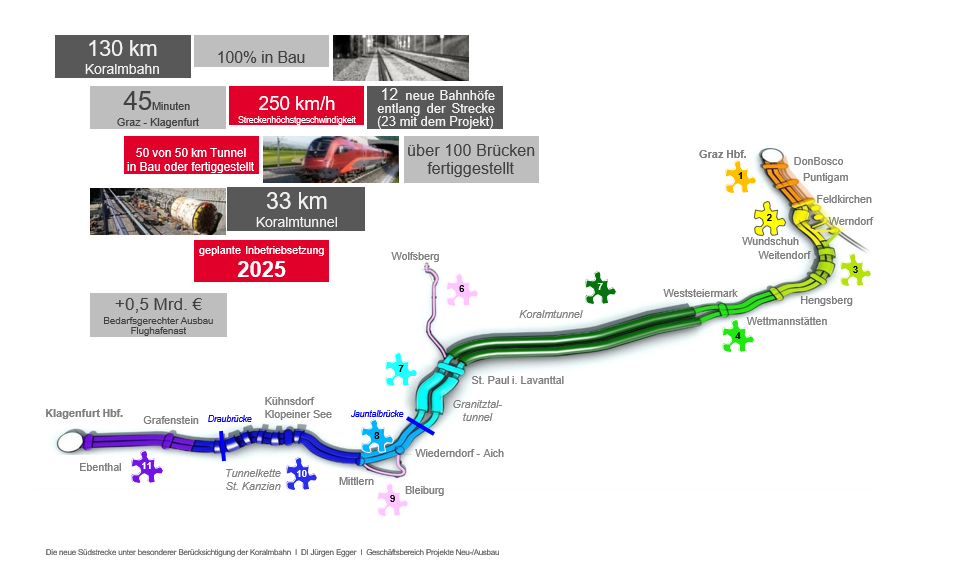 130 km
Koralmbahn
100% in Bau
45 Minuten
Graz - Klagenfurt
250 km/h
Streckenhöchstgeschwindigkeit
12 neue Bahnhöfe
entlang der Strecke
(23 mit dem Projekt)
50 von 50 km Tunnel
in Bau oder fertiggestellt
über 100 Brücken
fertiggestellt
33 km
Koralmtunnel
geplante Inbetriebsetzung
2025
+0,5 Mrd. €
Bedarfsgerechter Ausbau
Flughafenast
Graz Hbf.
DonBosco
1
Puntigam
Feldkirchen
2
Werndorf
Wundschuh
Weitendorf
3
Wolfsberg
6
7
Weststeiermark
Hengsberg
Koralmtunnel
Wettmannstätten
4
7
St. Paul i. Lavanttal
Granitztal-
tunnel
Kühnsdorf
Klopeiner See
Jauntalbrücke
Klagenfurt Hbf.
Grafenstein
Draubrücke
8
Wiederndorf - Aich
Ebenthal
11
Tunnelkette
St. Kanzian
10
Mittlern
Bleiburg
9
Die neue Südstrecke unter besonderer Berücksichtigung der Koralmbahn I DI Jürgen Egger I Geschäftsbereich Projekte Neu-/Ausbau